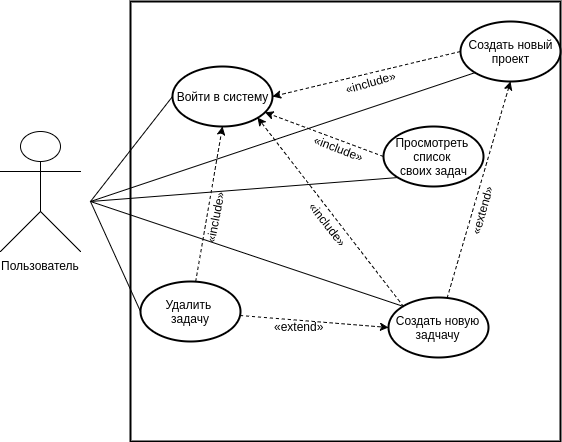 Создать новый
проект
«include»
Войти в систему
Просмотреть
список
своих задач
«include»
«include»
«include»
«extend»
Пользователь
Удалить
задачу
«extend»
Создать новую
задчачу